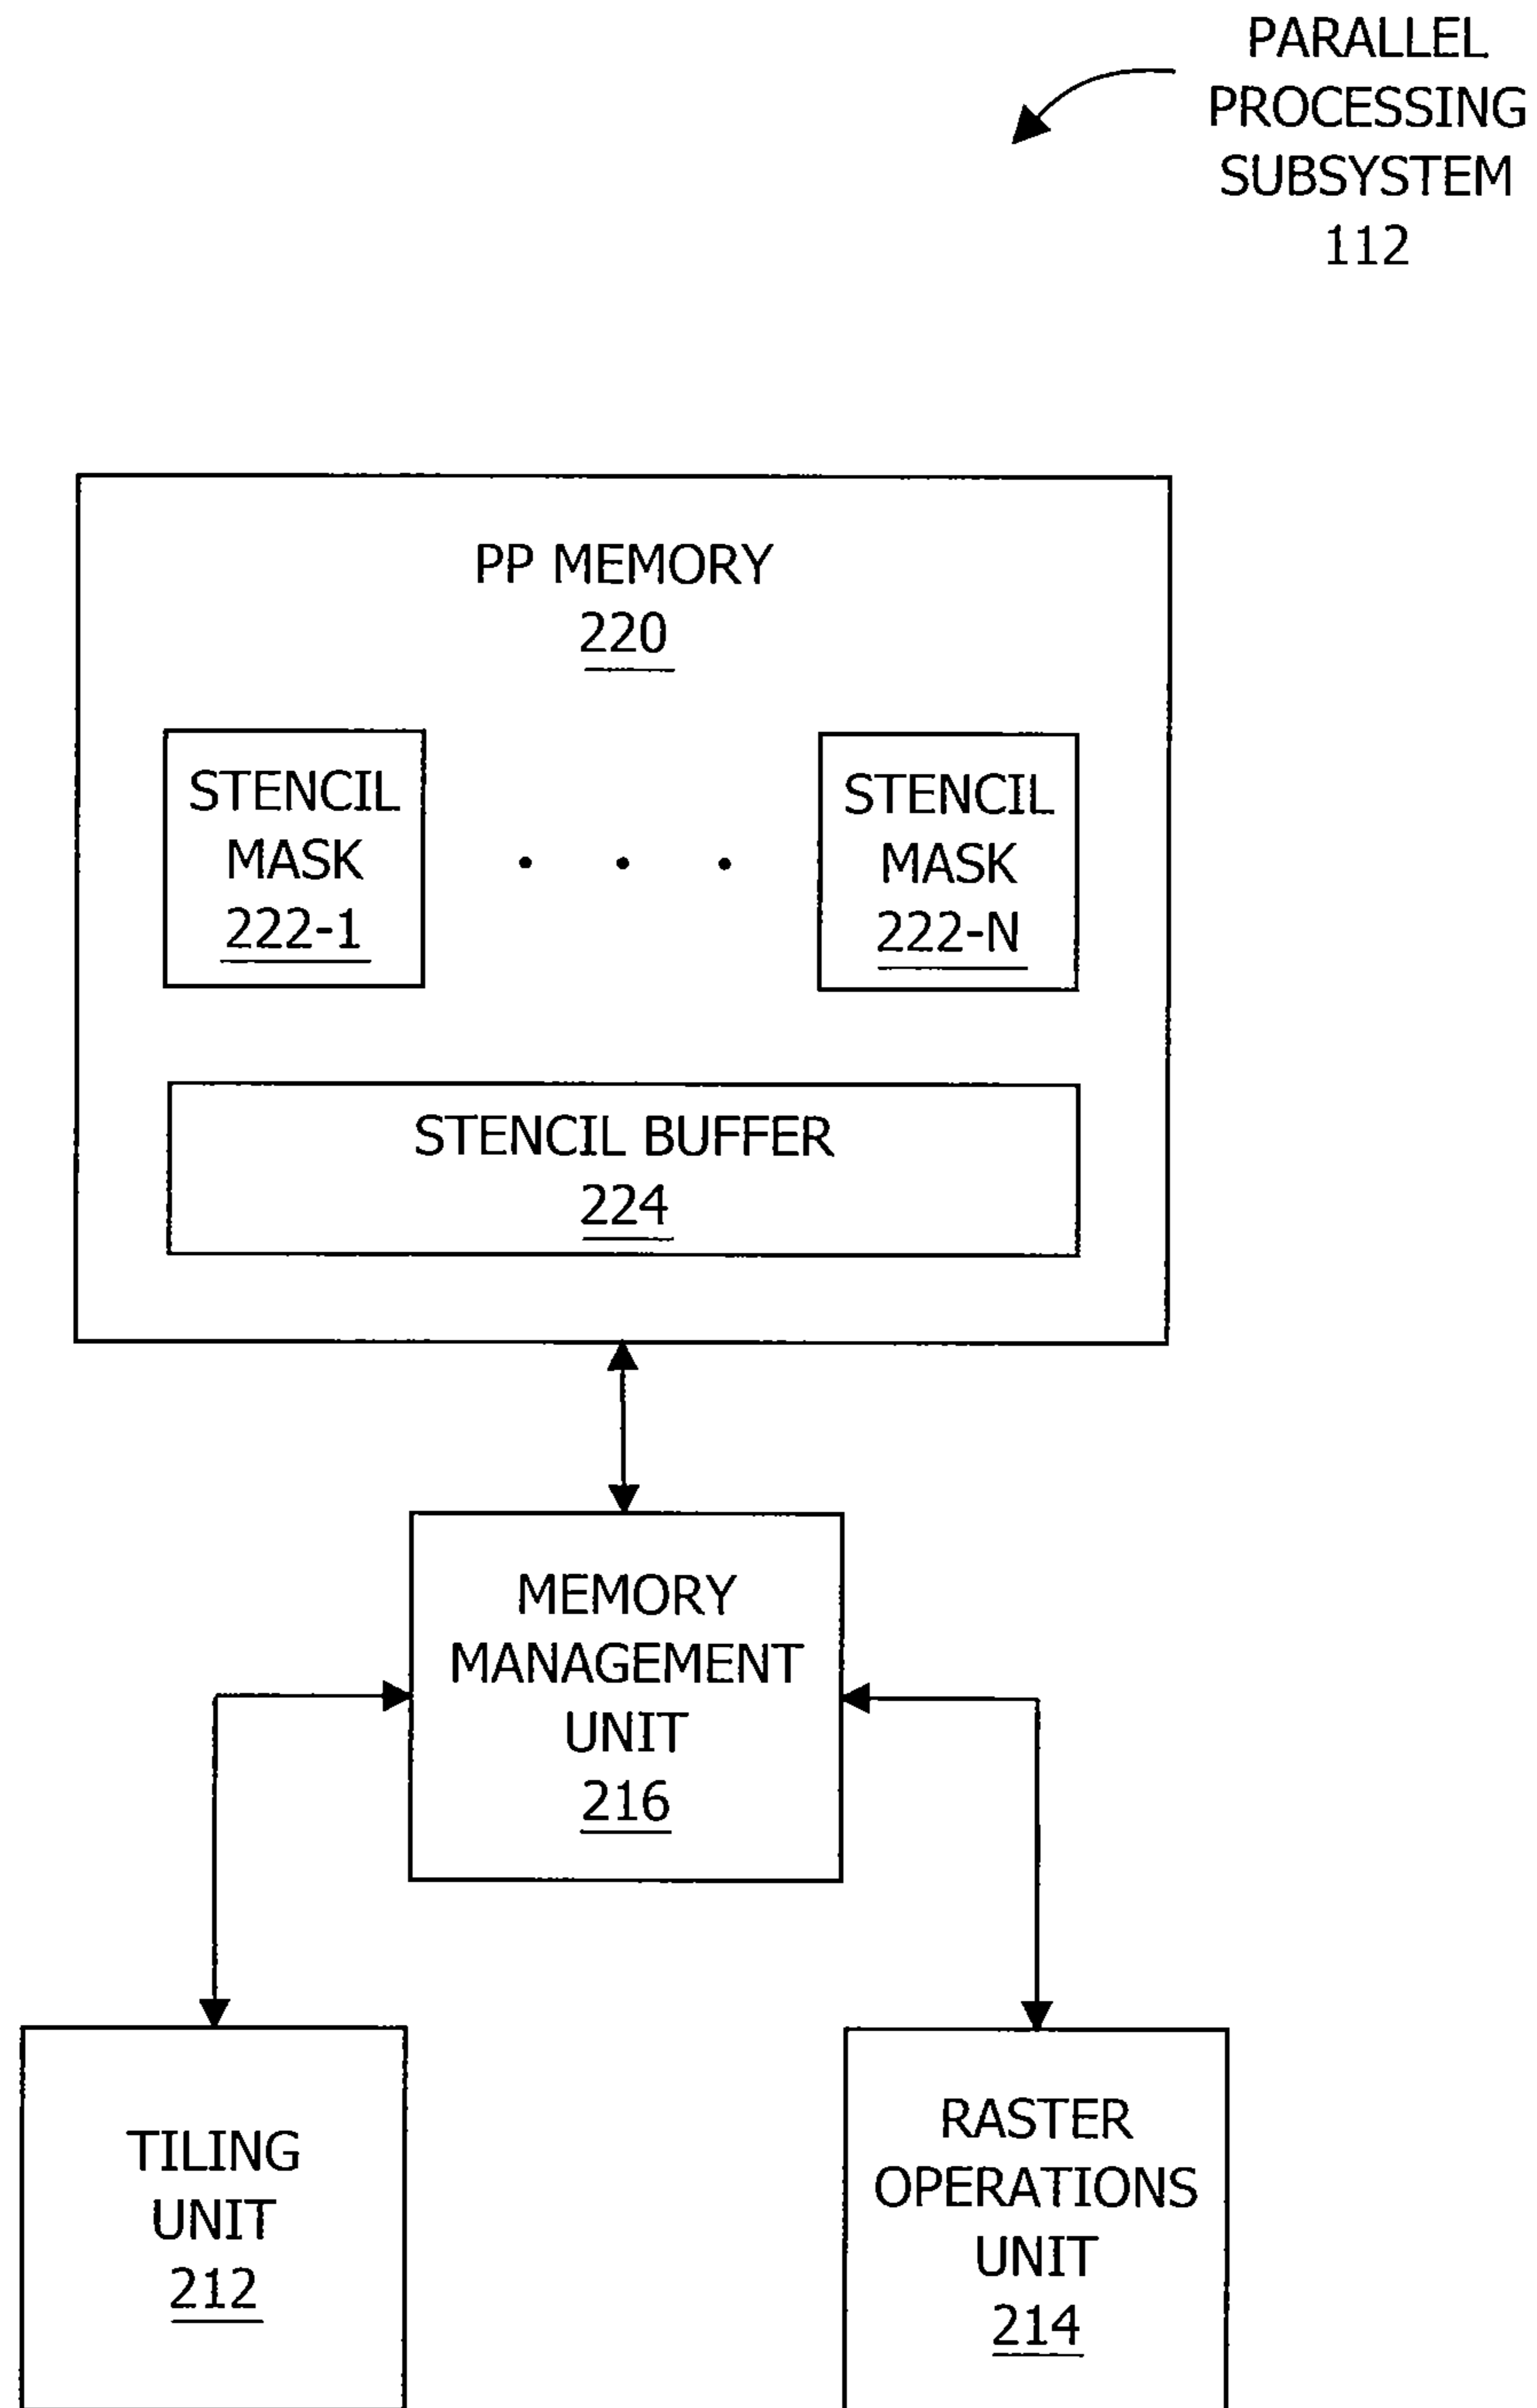 PARALLEL
PROCESSING
SUBSYSTEM
112
PP MEMORY
220
STENCIL
MASK
222-1
STENCIL
MASK
222-N
STENCIL BUFFER
224
MEMORY
MANAGEMENT
UNIT
216
TILING
UNIT
212
RASTER
OPERATIONS
UNIT
214